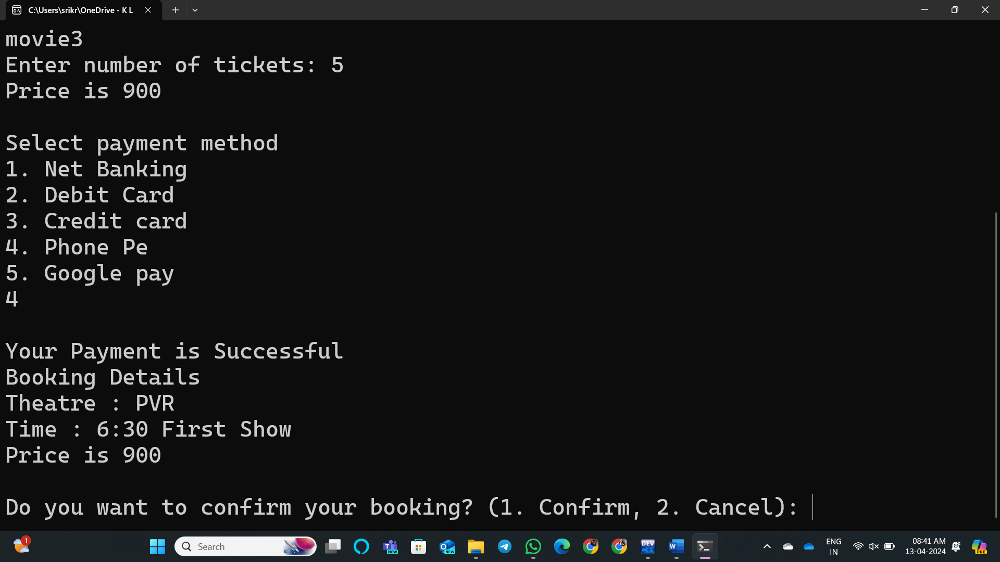 C:\Users\srikr\OneDrive - K L
movie3
Enter number of tickets: 5
Price is 900
Select payment method
1. Net Banking
2. Debit Card
3. Credit card
4. Phone Pe
5. Google pay
4
Your Payment is Successful
Booking Details
Theatre : PVR
Time : 6:30 First Show
Price is 900
Do you want to confirm your booking? (1. Confirm, 2. Cancel):
1
Search
NEW
NEW
DEV
C++
ENG
IN
08:41 AM
13-04-2024
PRE